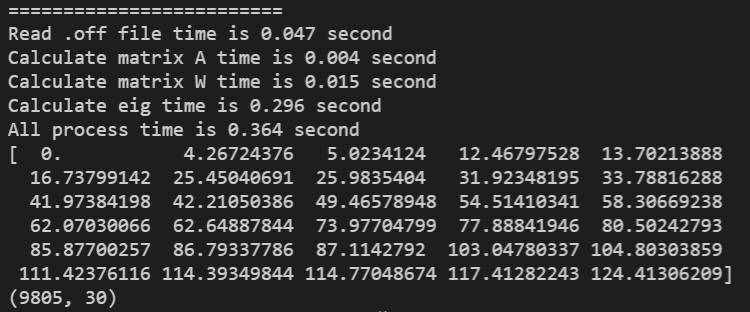 =========================
Read .off file time is 0.047 second
Calculate matrix A time is 0.004 second
Calculate matrix W time is 0.015 second
Calculate eig time is 0.296 second
All process time is 0.364 second
[  0.           4.26724376   5.0234124   12.46797528  13.70213888
  16.73799142  25.45040691  25.9835404   31.92348195  33.78816288
  41.97384198  42.21050386  49.46578948  54.51410341  58.30669238
  62.07030066  62.64887844  73.97704799  77.88841946  80.50242793
  85.87700257  86.79337786  87.1142792  103.04780337 104.80303859
 111.42376116 114.39349844 114.77048674 117.41282243 124.41306209]
(9805, 30)